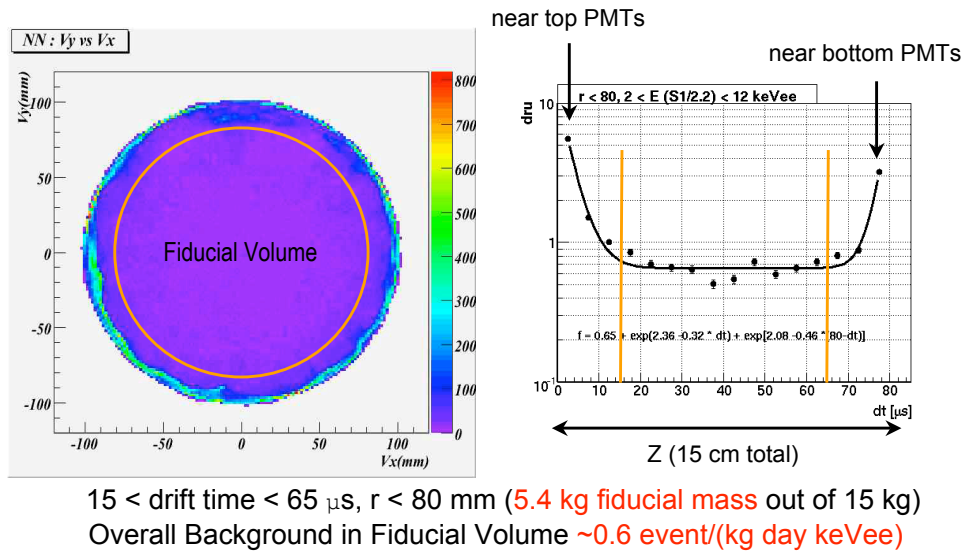 NN : Vy vs Vx
Vy(mm)
100
50
0
-50
-100
-100
-50
0
50
100
Vx(mm)
800
700
600
500
400
300
200
100
0
Fiducial Volume
near top PMTs
near bottom PMTs
r < 80, 2 < E (S1/2.2) < 12 keVee
dru
10
1
10⁻¹
f = 0.65 + exp(2.36 -0.32 * dt) + exp[2.08 -0.46 * 80-dt)]
0
10
20
30
40
50
60
70
80
dt [μs]
Z (15 cm total)
15 < drift time < 65 μs, r < 80 mm (5.4 kg fiducial mass out of 15 kg)
Overall Background in Fiducial Volume ~0.6 event/(kg day keVee)